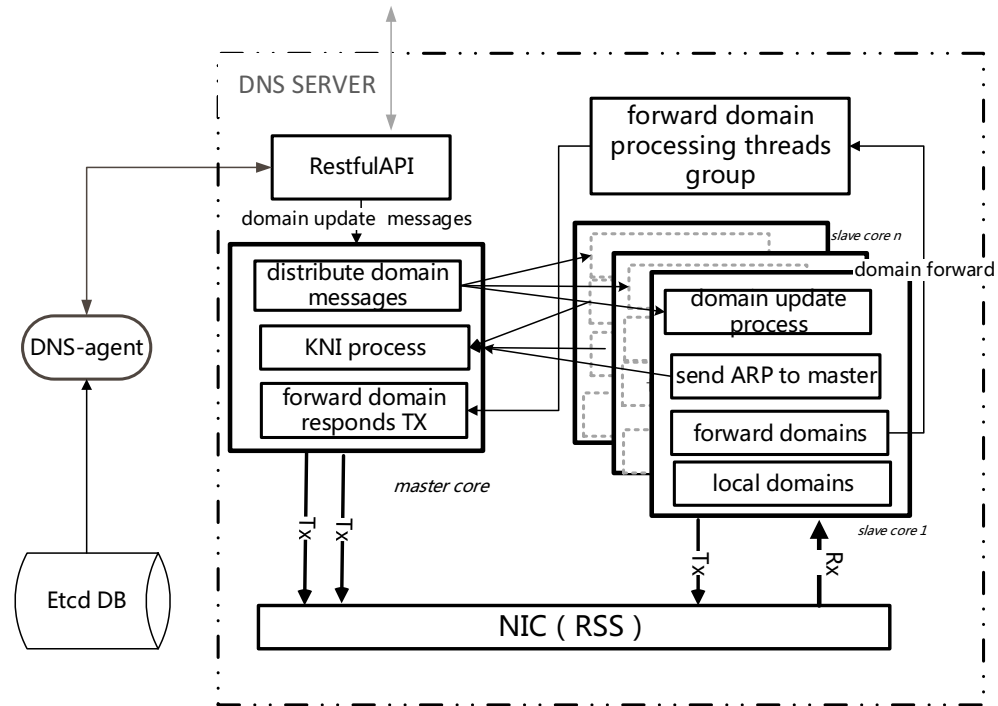 DNS SERVER
RestfulAPI
domain update messages
forward domain
processing threads
group
slave core n
domain forward
distribute domain
messages
domain update
process
DNS-agent
KNI process
send ARP to master
forward domain
responds TX
forward domains
local domains
master core
slave core 1
Tx
Tx
Tx
Rx
Etcd DB
NIC ( RSS )